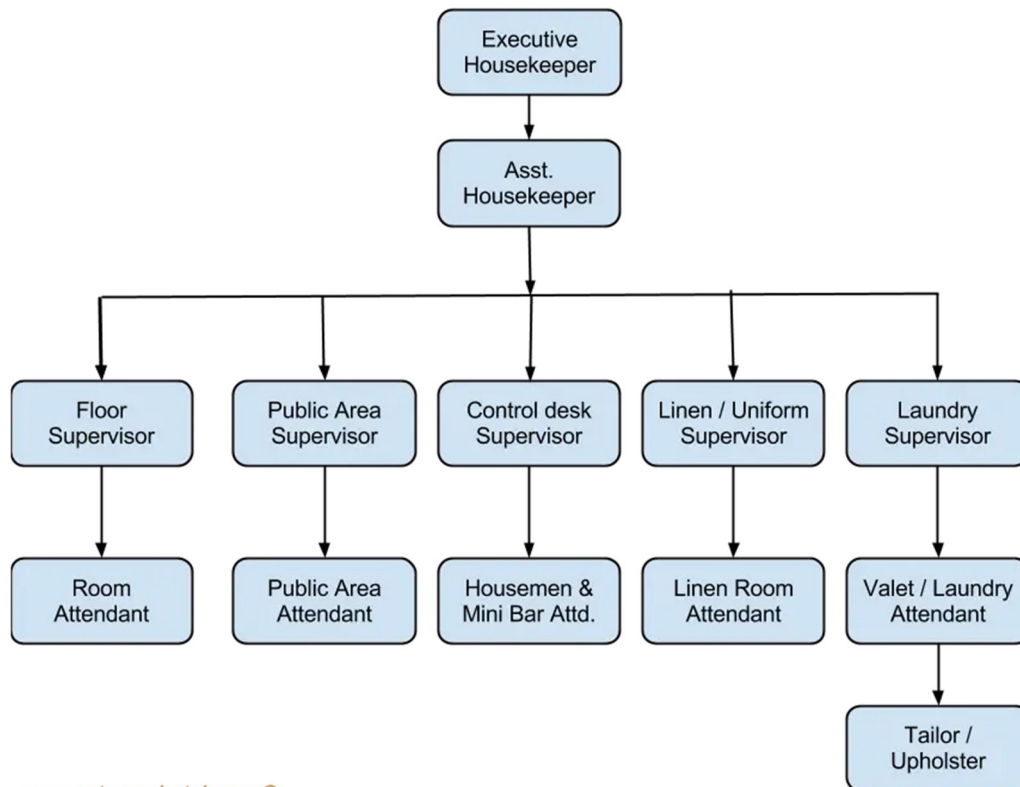 Executive
Housekeeper
Asst.
Housekeeper
Floor
Supervisor
Public Area
Supervisor
Control desk
Supervisor
Linen / Uniform
Supervisor
Laundry
Supervisor
Room
Attendant
Public Area
Attendant
Housemen &
Mini Bar Attd.
Linen Room
Attendant
Valet / Laundry
Attendant
Tailor /
Upholster